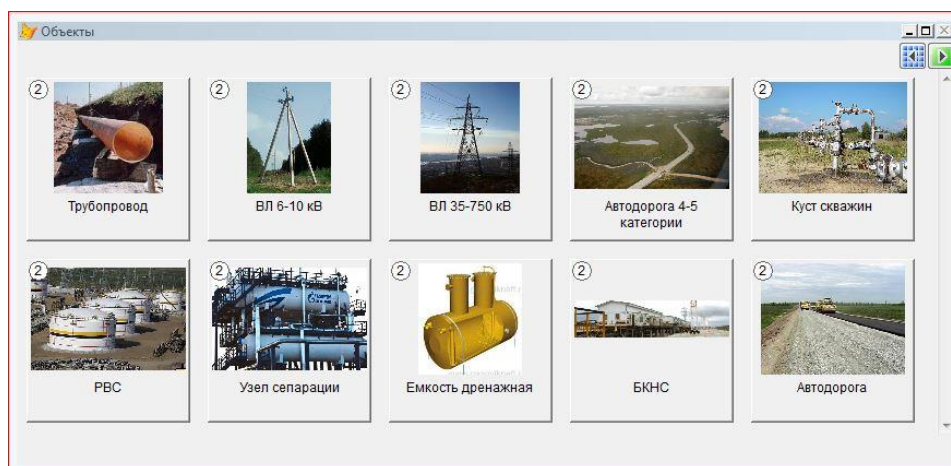 Объекты
2 2 2 2 2
Трубопровод ВЛ 6-10 кВ ВЛ 35-750 кВ Автодорога 4-5 Куст скважин
категории
2 2 2 2 2
РВС Узел сепарации Емкость дренажная БКНС Автодорога